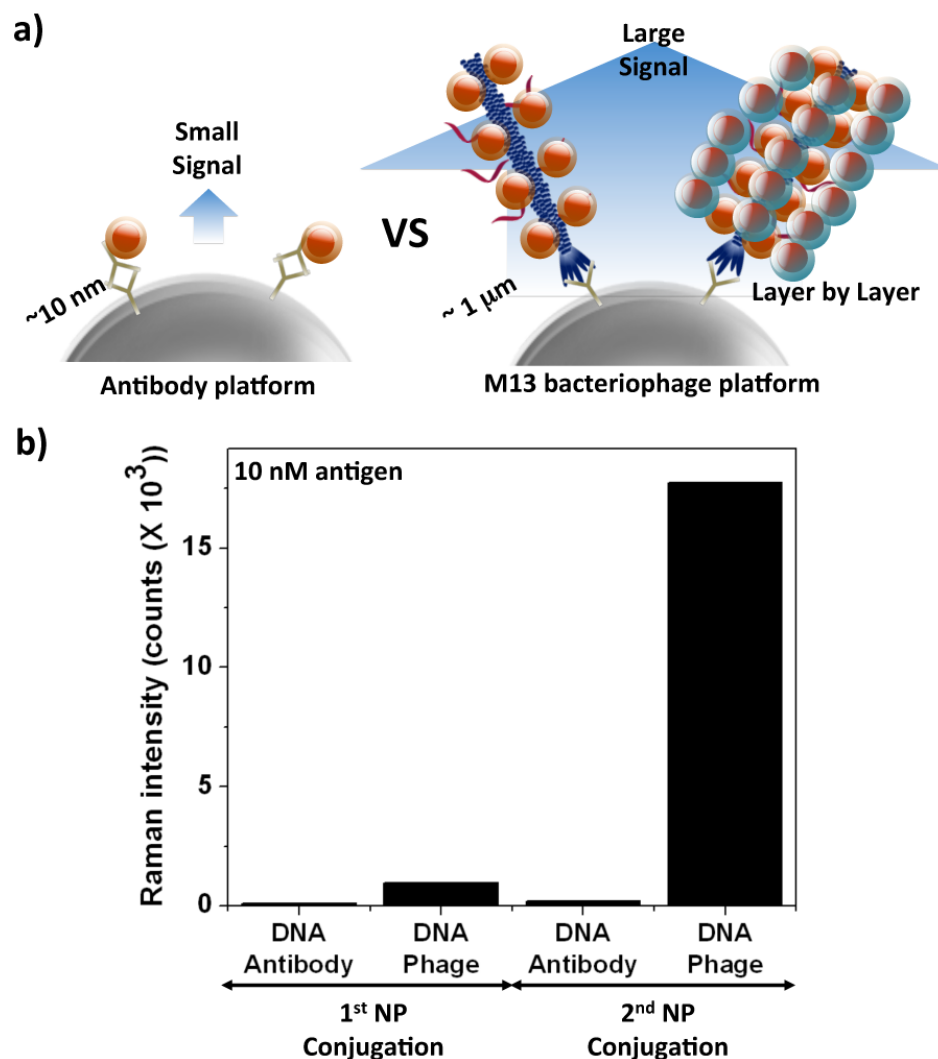 a)
Small
Signal
~10 nm
Antibody platform
VS
Large
Signal
~ 1 μm
Layer by Layer
M13 bacteriophage platform
b)
10 nM antigen
Raman intensity (counts (X 10³))
15
10
5
0
DNA
Antibody
DNA
Phage
DNA
Antibody
DNA
Phage
1st NP
Conjugation
2nd NP
Conjugation